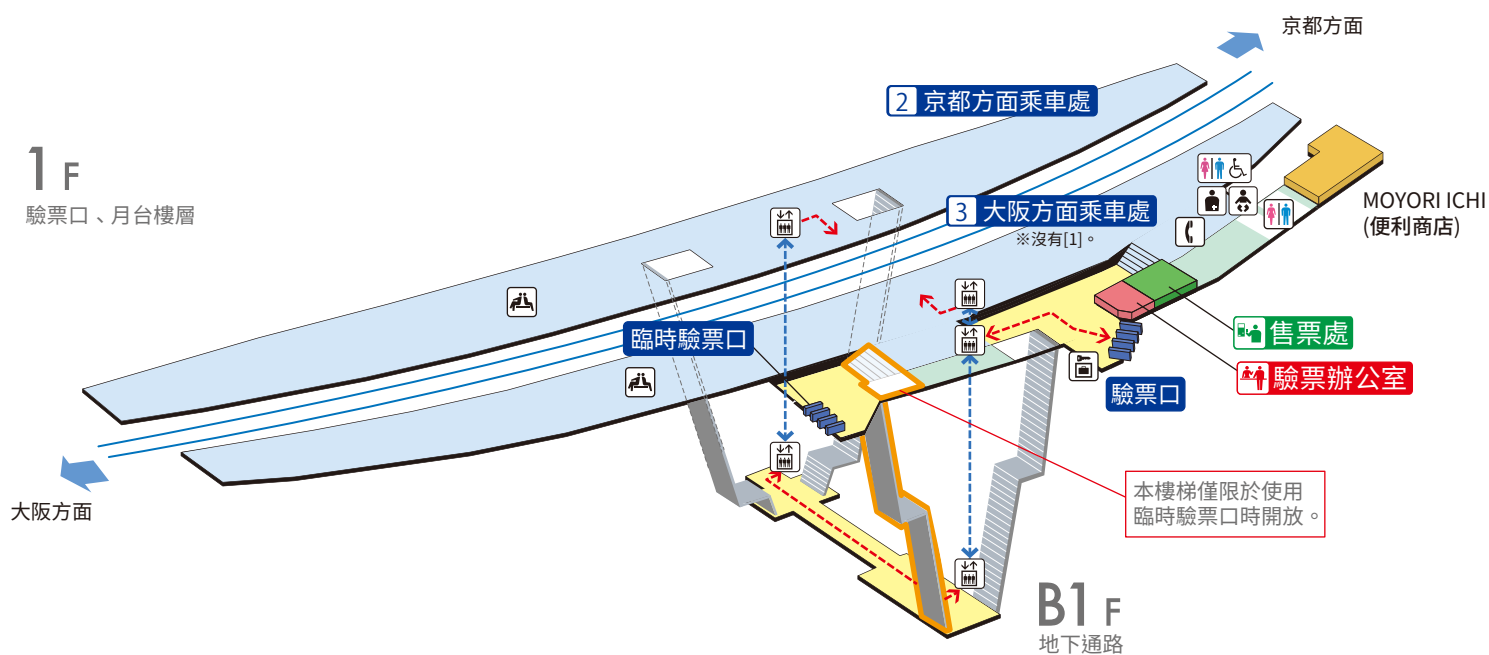 京都方面
2 京都方面乘車處
1 F
驗票口、月台樓層
3 大阪方面乘車處
※沒有[1]。
MOYORI ICHI
(便利商店)
臨時驗票口
售票處
驗票辦公室
驗票口
大阪方面
本樓梯僅限於使用
臨時驗票口時開放。
B1 F
地下通路